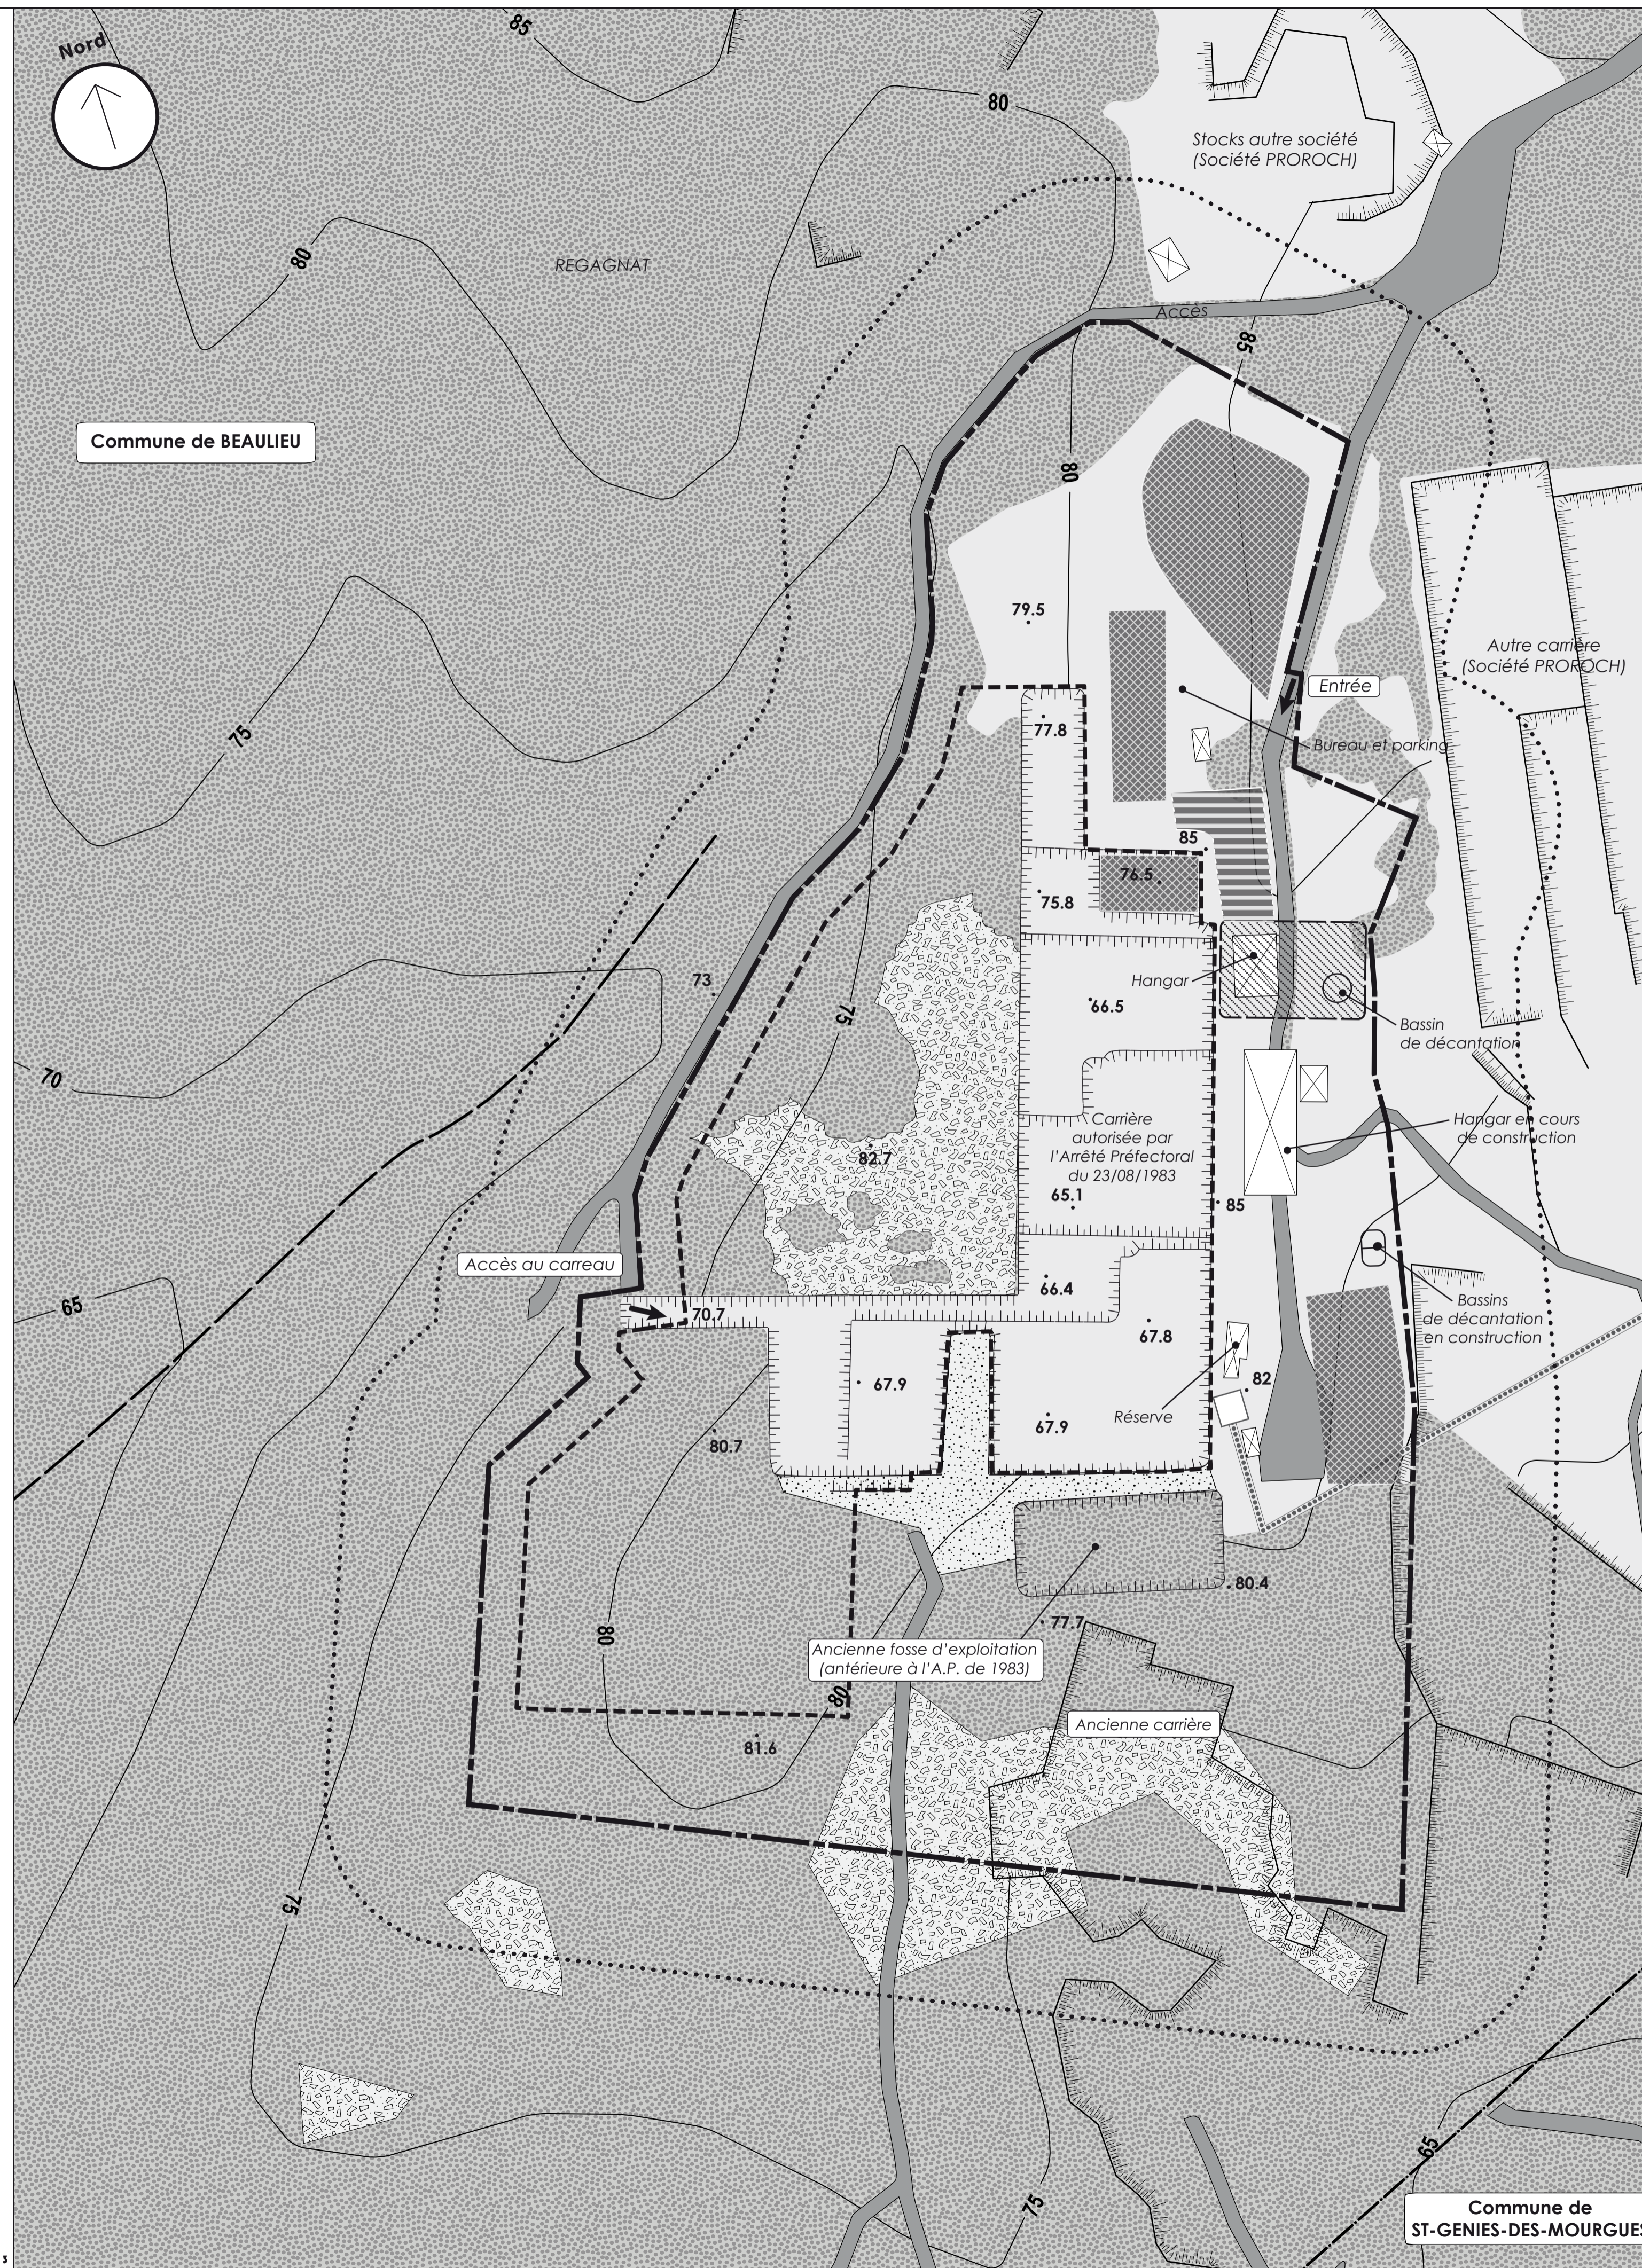 85
Nord
80
Stocks autre société
(Société PROROCH)
80
REGAGNAT
Accès
85
Commune de BEAULIEU
80
79.5
Autre carrière
(Société PROROCH)
Entrée
77.8
75
Bureau et parking
85
76.5
75.8
73
Hangar
66.5
75
Bassin
de décantation
70
Carrière
autorisée par
l'Arrêté Préfectoral
du 23/08/1983
Hangar en cours
de construction
82.7
65.1
85
Accès au carreau
66.4
65
70.7
Bassins
de décantation
en construction
67.8
82
67.9
Réserve
67.9
80.7
80.4
77.7
80
Ancienne fosse d'exploitation
(antérieure à l'A.P. de 1983)
80
Ancienne carrière
81.6
75
65
75
Commune de
ST-GENIES-DES-MOURGUES
3